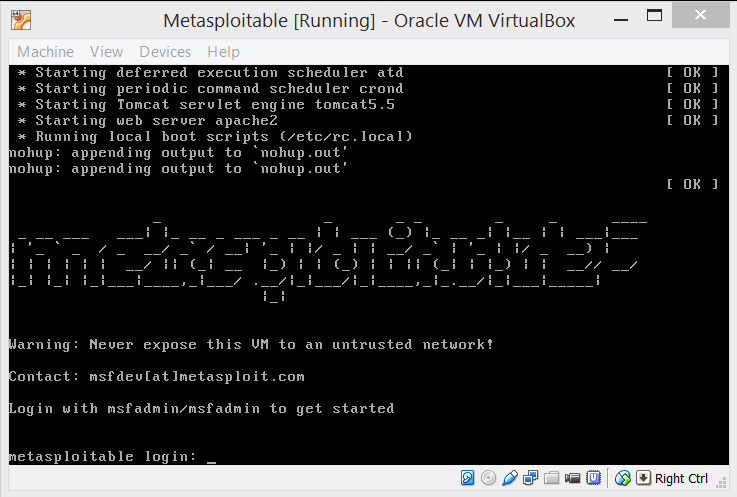 Metasploitable [Running] - Oracle VM VirtualBox
Machine View Devices Help
* Starting deferred execution scheduler atd [ OK ]
* Starting periodic command scheduler crond [ OK ]
* Starting Tomcat servlet engine tomcat5.5 [ OK ]
* Starting web server apache2 [ OK ]
* Running local boot scripts (/etc/rc.local)
nohup: appending output to `nohup.out'
nohup: appending output to `nohup.out'
[ OK ]
metasploitable2
Warning: Never expose this VM to an untrusted network!
Contact: msfdev[at]metasploit.com
Login with msfadmin/msfadmin to get started
metasploitable login: _
Right Ctrl